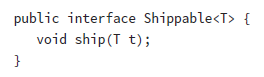 public interface Shippable<T> {
   void ship(T t);
}